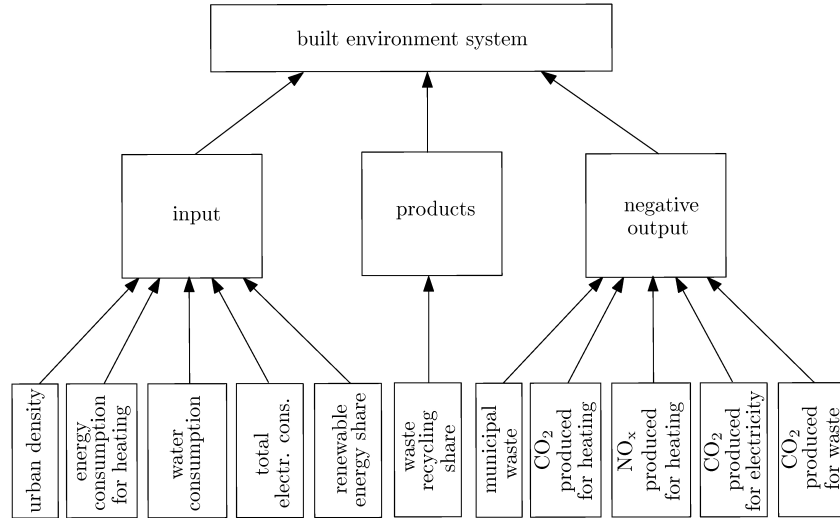 built environment system
input
products
negative
output
urban density
energy
consumption
for heating
water
consumption
total
electr. cons.
renewable
energy share
waste
recycling
share
municipal
waste
CO₂
produced
for heating
NOₓ
produced
for heating
CO₂
produced
for electricity
CO₂
produced
for waste